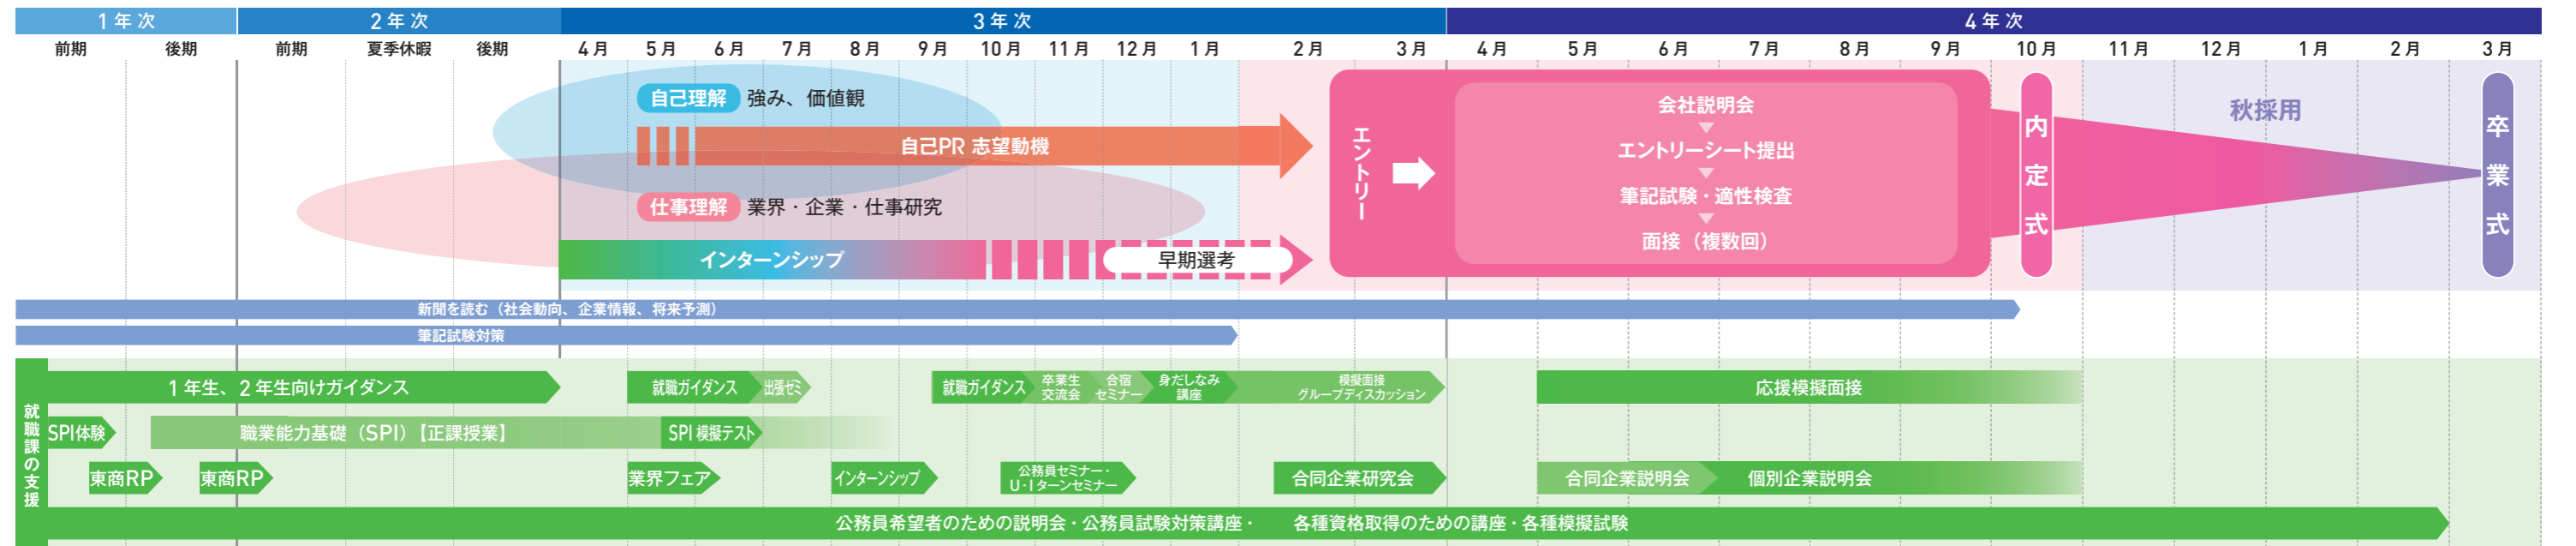 1年次
2年次
3年次
4年次
前期
後期
前期
夏季休暇
後期
4月
5月
6月
7月
8月
9月
10月
11月
12月
1月
2月
3月
4月
5月
6月
7月
8月
9月
10月
11月
12月
1月
2月
3月
自己理解 強み、価値観
自己PR 志望動機
仕事理解 業界・企業・仕事研究
インターンシップ
早期選考
エントリー
会社説明会
エントリーシート提出
筆記試験・適性検査
面接（複数回）
内定式
秋採用
卒業式
新聞を読む（社会動向、企業情報、将来予測）
筆記試験対策
就職課の支援
1年生、2年生向けガイダンス
就職ガイダンス
出張ゼミ
就職ガイダンス
卒業生
交流会
合宿
セミナー
身だしなみ
講座
模擬面接
グループディスカッション
応援模擬面接
SPI体験
職業能力基礎（SPI）【正課授業】
SPI模擬テスト
東商RP
東商RP
業界フェア
インターンシップ
公務員セミナー・
U・Iターンセミナー
合同企業研究会
合同企業説明会
個別企業説明会
公務員希望者のための説明会・公務員試験対策講座・ 各種資格取得のための講座・各種模擬試験